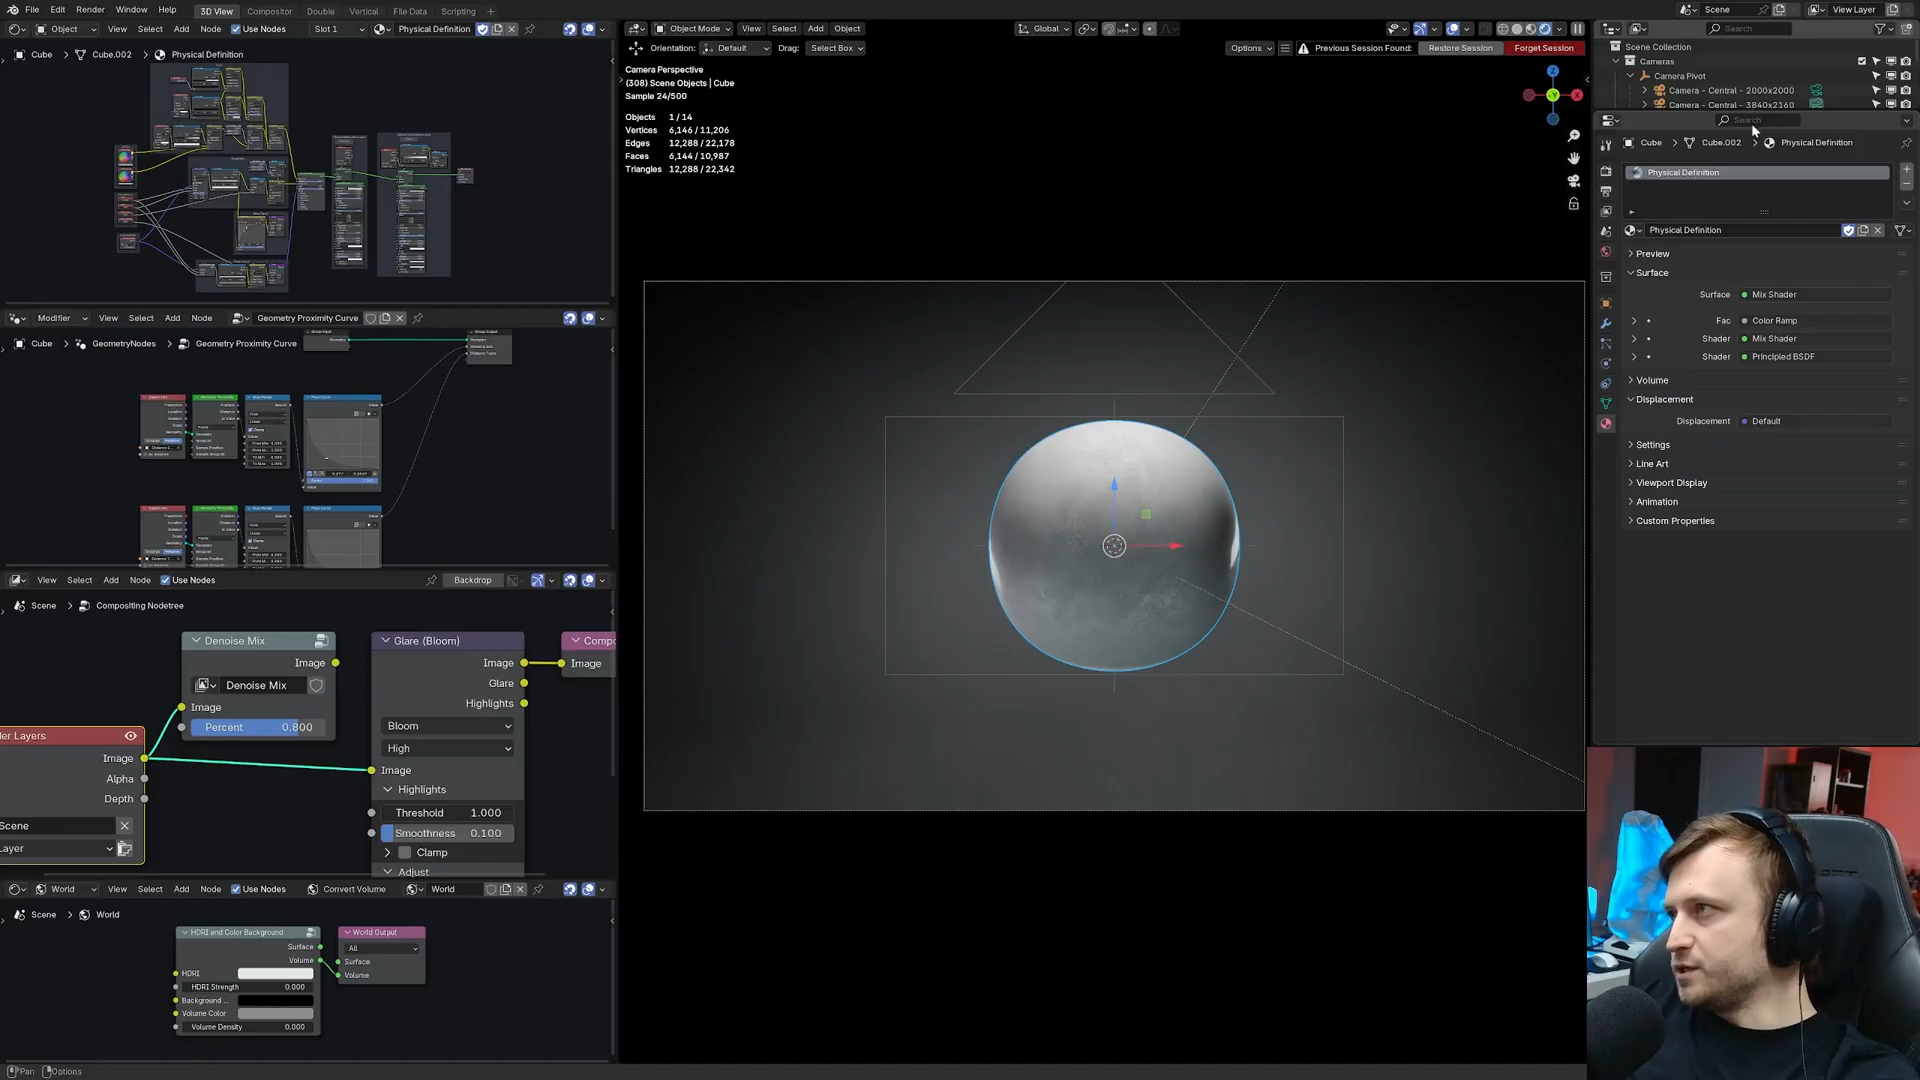 File Edit Render Window Help 3D View Compositor Double Vertical File Data Scripting
Scene View Layer
Object View Select Add Node Use Nodes Slot 1 Physical Definition
Cube Cube.002 Physical Definition
Modifier View Select Add Node Geometry Proximity Curve
Cube GeometryNodes Geometry Proximity Curve
View Select Add Node Use Nodes Backdrop
Scene Compositing Nodetree
Denoise Mix
Image
Denoise Mix
Image
Percent 0.800
Glare (Bloom)
Image
Glare
Highlights
Bloom
High
Image
Highlights
Threshold 1.000
Smoothness 0.100
Clamp
Adjust
Compo
Image
er Layers
Image
Alpha
Depth
Scene
Layer
World View Select Add Node Use Nodes Convert Volume World
Scene World
HDRI and Color Background
Surface
Volume
HDRI
HDRI Strength 0.000
Background ...
Volume Color
Volume Density 0.000
World Output
All
Surface
Volume
Pan Options
Object Mode View Select Add Object Global
Orientation: Default Drag: Select Box Options Previous Session Found: Restore Session Forget Session
Camera Perspective
(308) Scene Objects | Cube
Sample 24/500
Objects 1 / 14
Vertices 6,146 / 11,206
Edges 12,288 / 22,178
Faces 6,144 / 10,987
Triangles 12,288 / 22,342
Z
Y
X
Search
Scene Collection
Cameras
Camera Pivot
Camera - Central - 2000x2000
Camera - Central - 3840x2160
Search
Cube Cube.002 Physical Definition
Physical Definition
Physical Definition
Preview
Surface
Surface Mix Shader
Fac Color Ramp
Shader Mix Shader
Shader Principled BSDF
Volume
Displacement
Displacement Default
Settings
Line Art
Viewport Display
Animation
Custom Properties